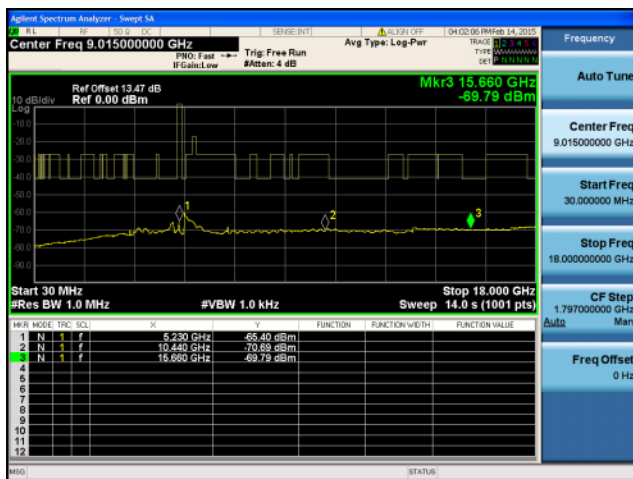 Agilent Spectrum Analyzer - Swept SA
RL RF 50 Ω DC SENSE:INT ALIGN OFF 04:02:06 PM Feb 14, 2015
Center Freq 9.015000000 GHz
PNO: Fast
IFGain:Low
Trig: Free Run
#Atten: 4 dB
Avg Type: Log-Pwr
TRACE 1 2 3 4 5 6
TYPE
DET P N N N N N
Ref Offset 13.47 dB
Ref 0.00 dBm
10 dB/div
Log
Mkr3 15.660 GHz
-69.79 dBm
-10.0
-20.0
-30.0
-40.0
-50.0
-60.0
-70.0
-80.0
-90.0
1
2
3
Start 30 MHz
Stop 18.000 GHz
#Res BW 1.0 MHz
#VBW 1.0 kHz
Sweep 14.0 s (1001 pts)
MKR MODE TRC SCL X Y FUNCTION FUNCTION WIDTH FUNCTION VALUE
1 N 1 f 5.230 GHz -65.40 dBm
2 N 1 f 10.440 GHz -70.69 dBm
3 N 1 f 15.660 GHz -69.79 dBm
4
5
6
7
8
9
10
11
12
MSG
STATUS
Frequency
Auto Tune
Center Freq
9.015000000 GHz
Start Freq
30.000000 MHz
Stop Freq
18.000000000 GHz
CF Step
1.797000000 GHz
Auto Man
Freq Offset
0 Hz